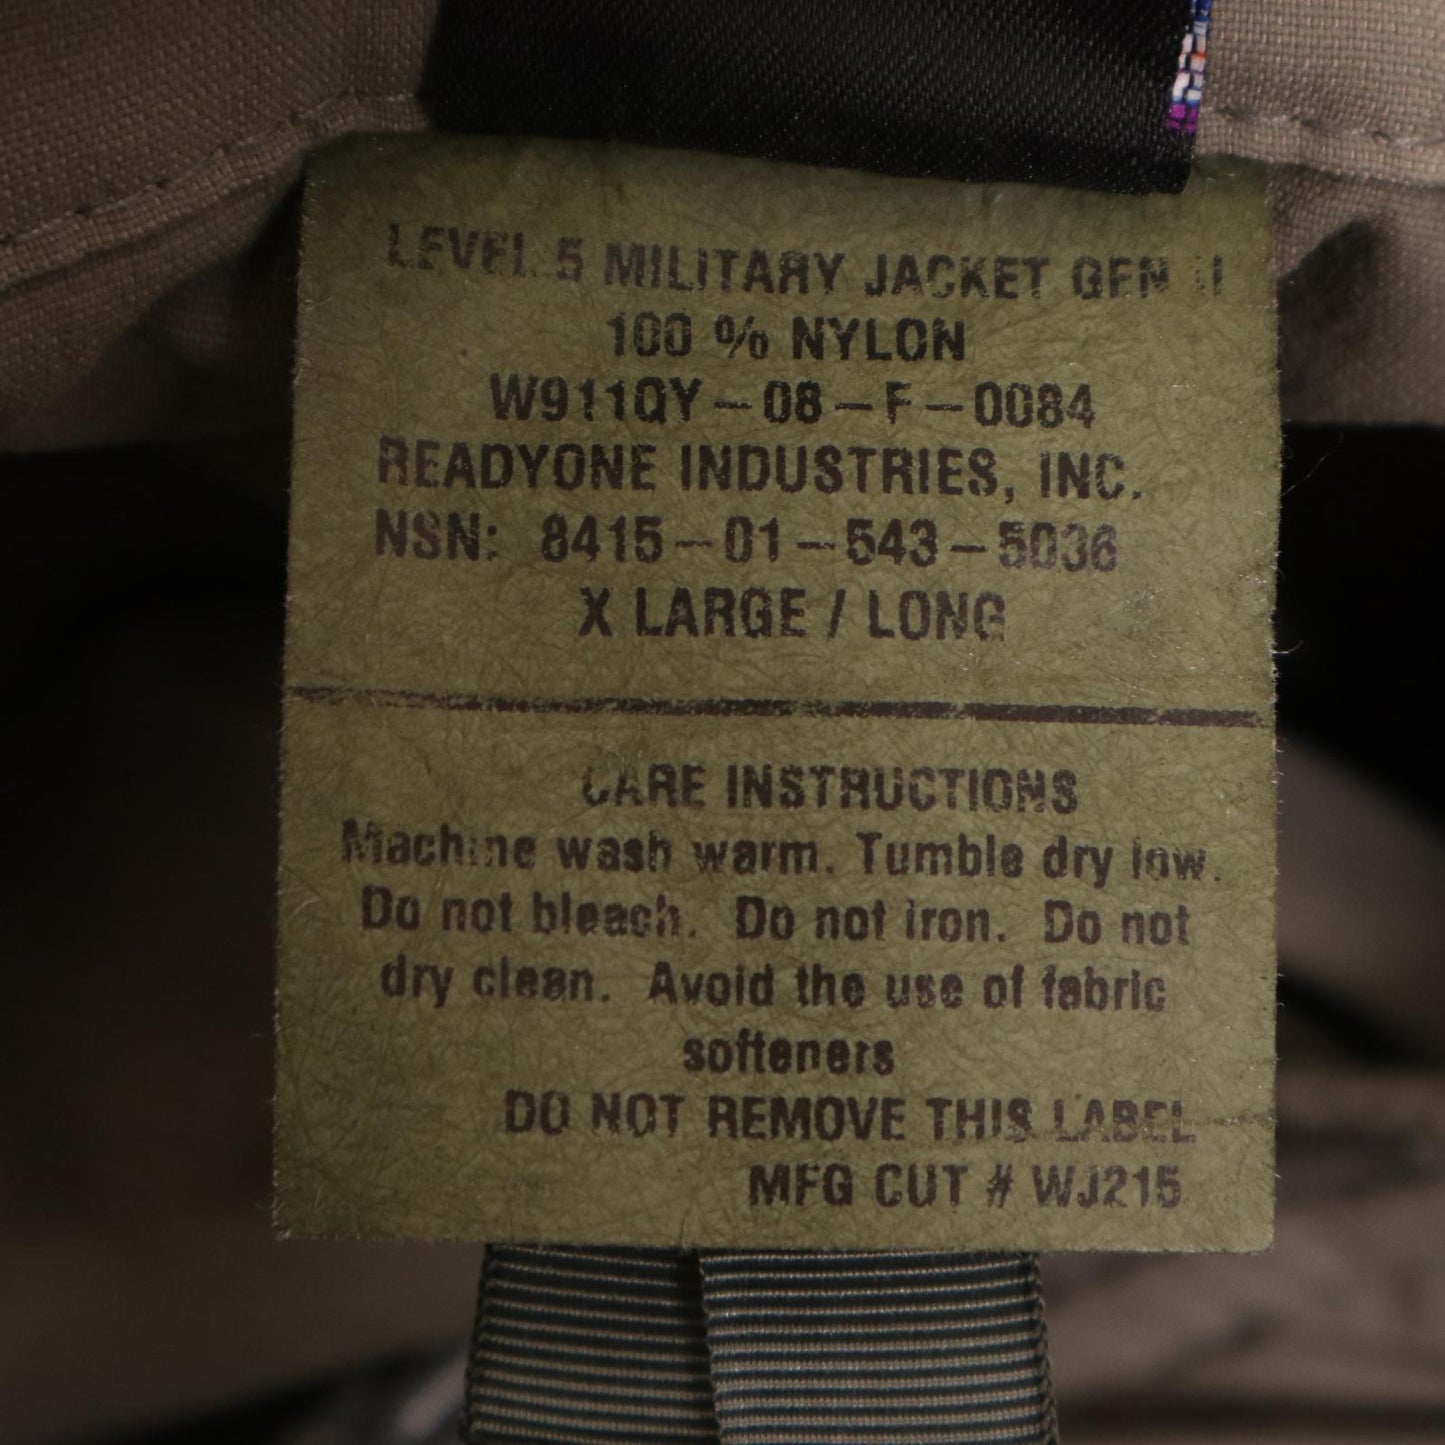 LEVEL 5 MILITARY JACKET GEN II
100 % NYLON
W911QY-08-F-0084
READYONE INDUSTRIES, INC.
NSN: 8415-01-543-5036
X LARGE / LONG
CARE INSTRUCTIONS
Machine wash warm. Tumble dry low.
Do not bleach. Do not iron. Do not
dry clean. Avoid the use of fabric
softeners
DO NOT REMOVE THIS LABEL
MFG CUT # WJ215